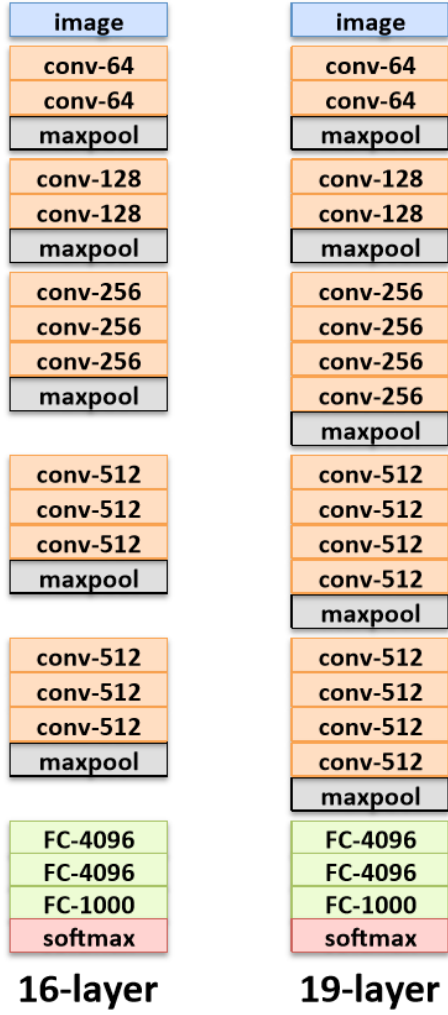 image
conv-64
conv-64
maxpool
conv-128
conv-128
maxpool
conv-256
conv-256
conv-256
maxpool
conv-512
conv-512
conv-512
maxpool
conv-512
conv-512
conv-512
maxpool
FC-4096
FC-4096
FC-1000
softmax
16-layer
image
conv-64
conv-64
maxpool
conv-128
conv-128
maxpool
conv-256
conv-256
conv-256
conv-256
maxpool
conv-512
conv-512
conv-512
conv-512
maxpool
conv-512
conv-512
conv-512
conv-512
maxpool
FC-4096
FC-4096
FC-1000
softmax
19-layer